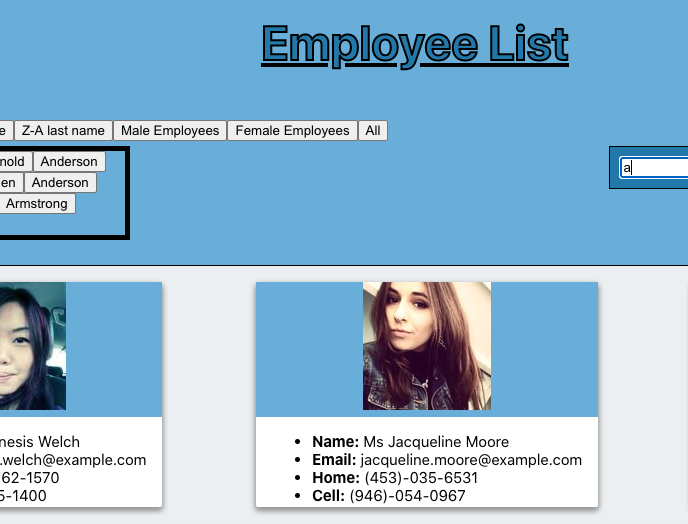 Employee List
e Z-A last name Male Employees Female Employees All
nold Anderson
en Anderson
Armstrong
a
nesis Welch
.welch@example.com
62-1570
5-1400
• Name: Ms Jacqueline Moore
• Email: jacqueline.moore@example.com
• Home: (453)-035-6531
• Cell: (946)-054-0967